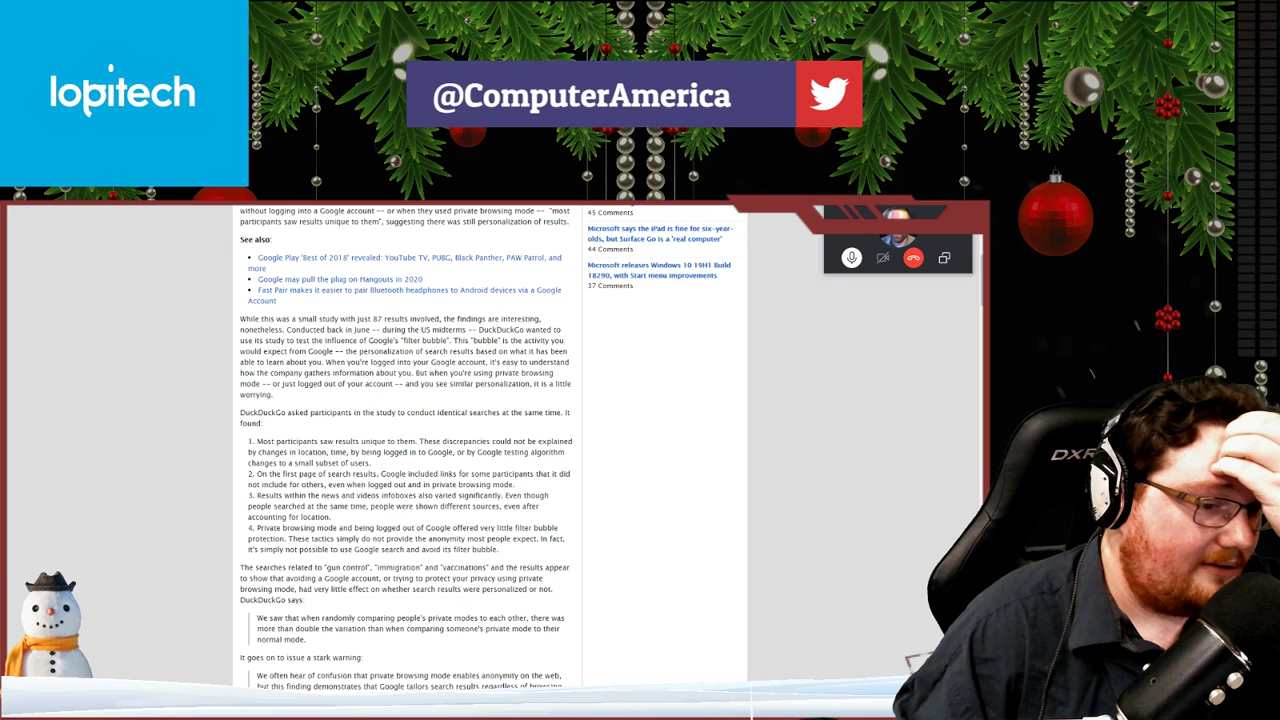 lopitech
@ComputerAmerica
without logging into a Google account -- or when they used private browsing mode -- "most
participants saw results unique to them", suggesting there was still personalization of results.
See also:
• Google Play 'Best of 2018' revealed: YouTube TV, PUBG, Black Panther, PAW Patrol, and
more
• Google may pull the plug on Hangouts in 2020
• Fast Pair makes it easier to pair Bluetooth headphones to Android devices via a Google
Account
While this was a small study with just 87 results involved, the findings are interesting,
nonetheless. Conducted back in June -- during the US midterms -- DuckDuckGo wanted to
use its study to test the influence of Google's "filter bubble". This "bubble" is the activity you
would expect from Google -- the personalization of search results based on what it has been
able to learn about you. When you're logged into your Google account, it's easy to understand
how the company gathers information about you. But when you're using private browsing
mode -- or just logged out of your account -- and you see similar personalization, it is a little
worrying.
DuckDuckGo asked participants in the study to conduct identical searches at the same time. It
found:
1. Most participants saw results unique to them. These discrepancies could not be explained
by changes in location, time, by being logged in to Google, or by Google testing algorithm
changes to a small subset of users.
2. On the first page of search results, Google included links for some participants that it did
not include for others, even when logged out and in private browsing mode.
3. Results within the news and videos infoboxes also varied significantly. Even though
people searched at the same time, people were shown different sources, even after
accounting for location.
4. Private browsing mode and being logged out of Google offered very little filter bubble
protection. These tactics simply do not provide the anonymity most people expect. In fact,
it's simply not possible to use Google search and avoid its filter bubble.
The searches related to "gun control", "immigration" and "vaccinations" and the results appear
to show that avoiding a Google account, or trying to protect your privacy using private
browsing mode, had very little effect on whether search results were personalized or not.
DuckDuckGo says:
We saw that when randomly comparing people's private modes to each other, there was
more than double the variation than when comparing someone's private mode to their
normal mode.
It goes on to issue a stark warning:
We often hear of confusion that private browsing mode enables anonymity on the web,
but this finding demonstrates that Google tailors search results regardless of browsing
45 Comments
Microsoft says the iPad is fine for six-year-
olds, but Surface Go is a 'real computer'
44 Comments
Microsoft releases Windows 10 19H1 Build
18290, with Start menu improvements
37 Comments
DXR